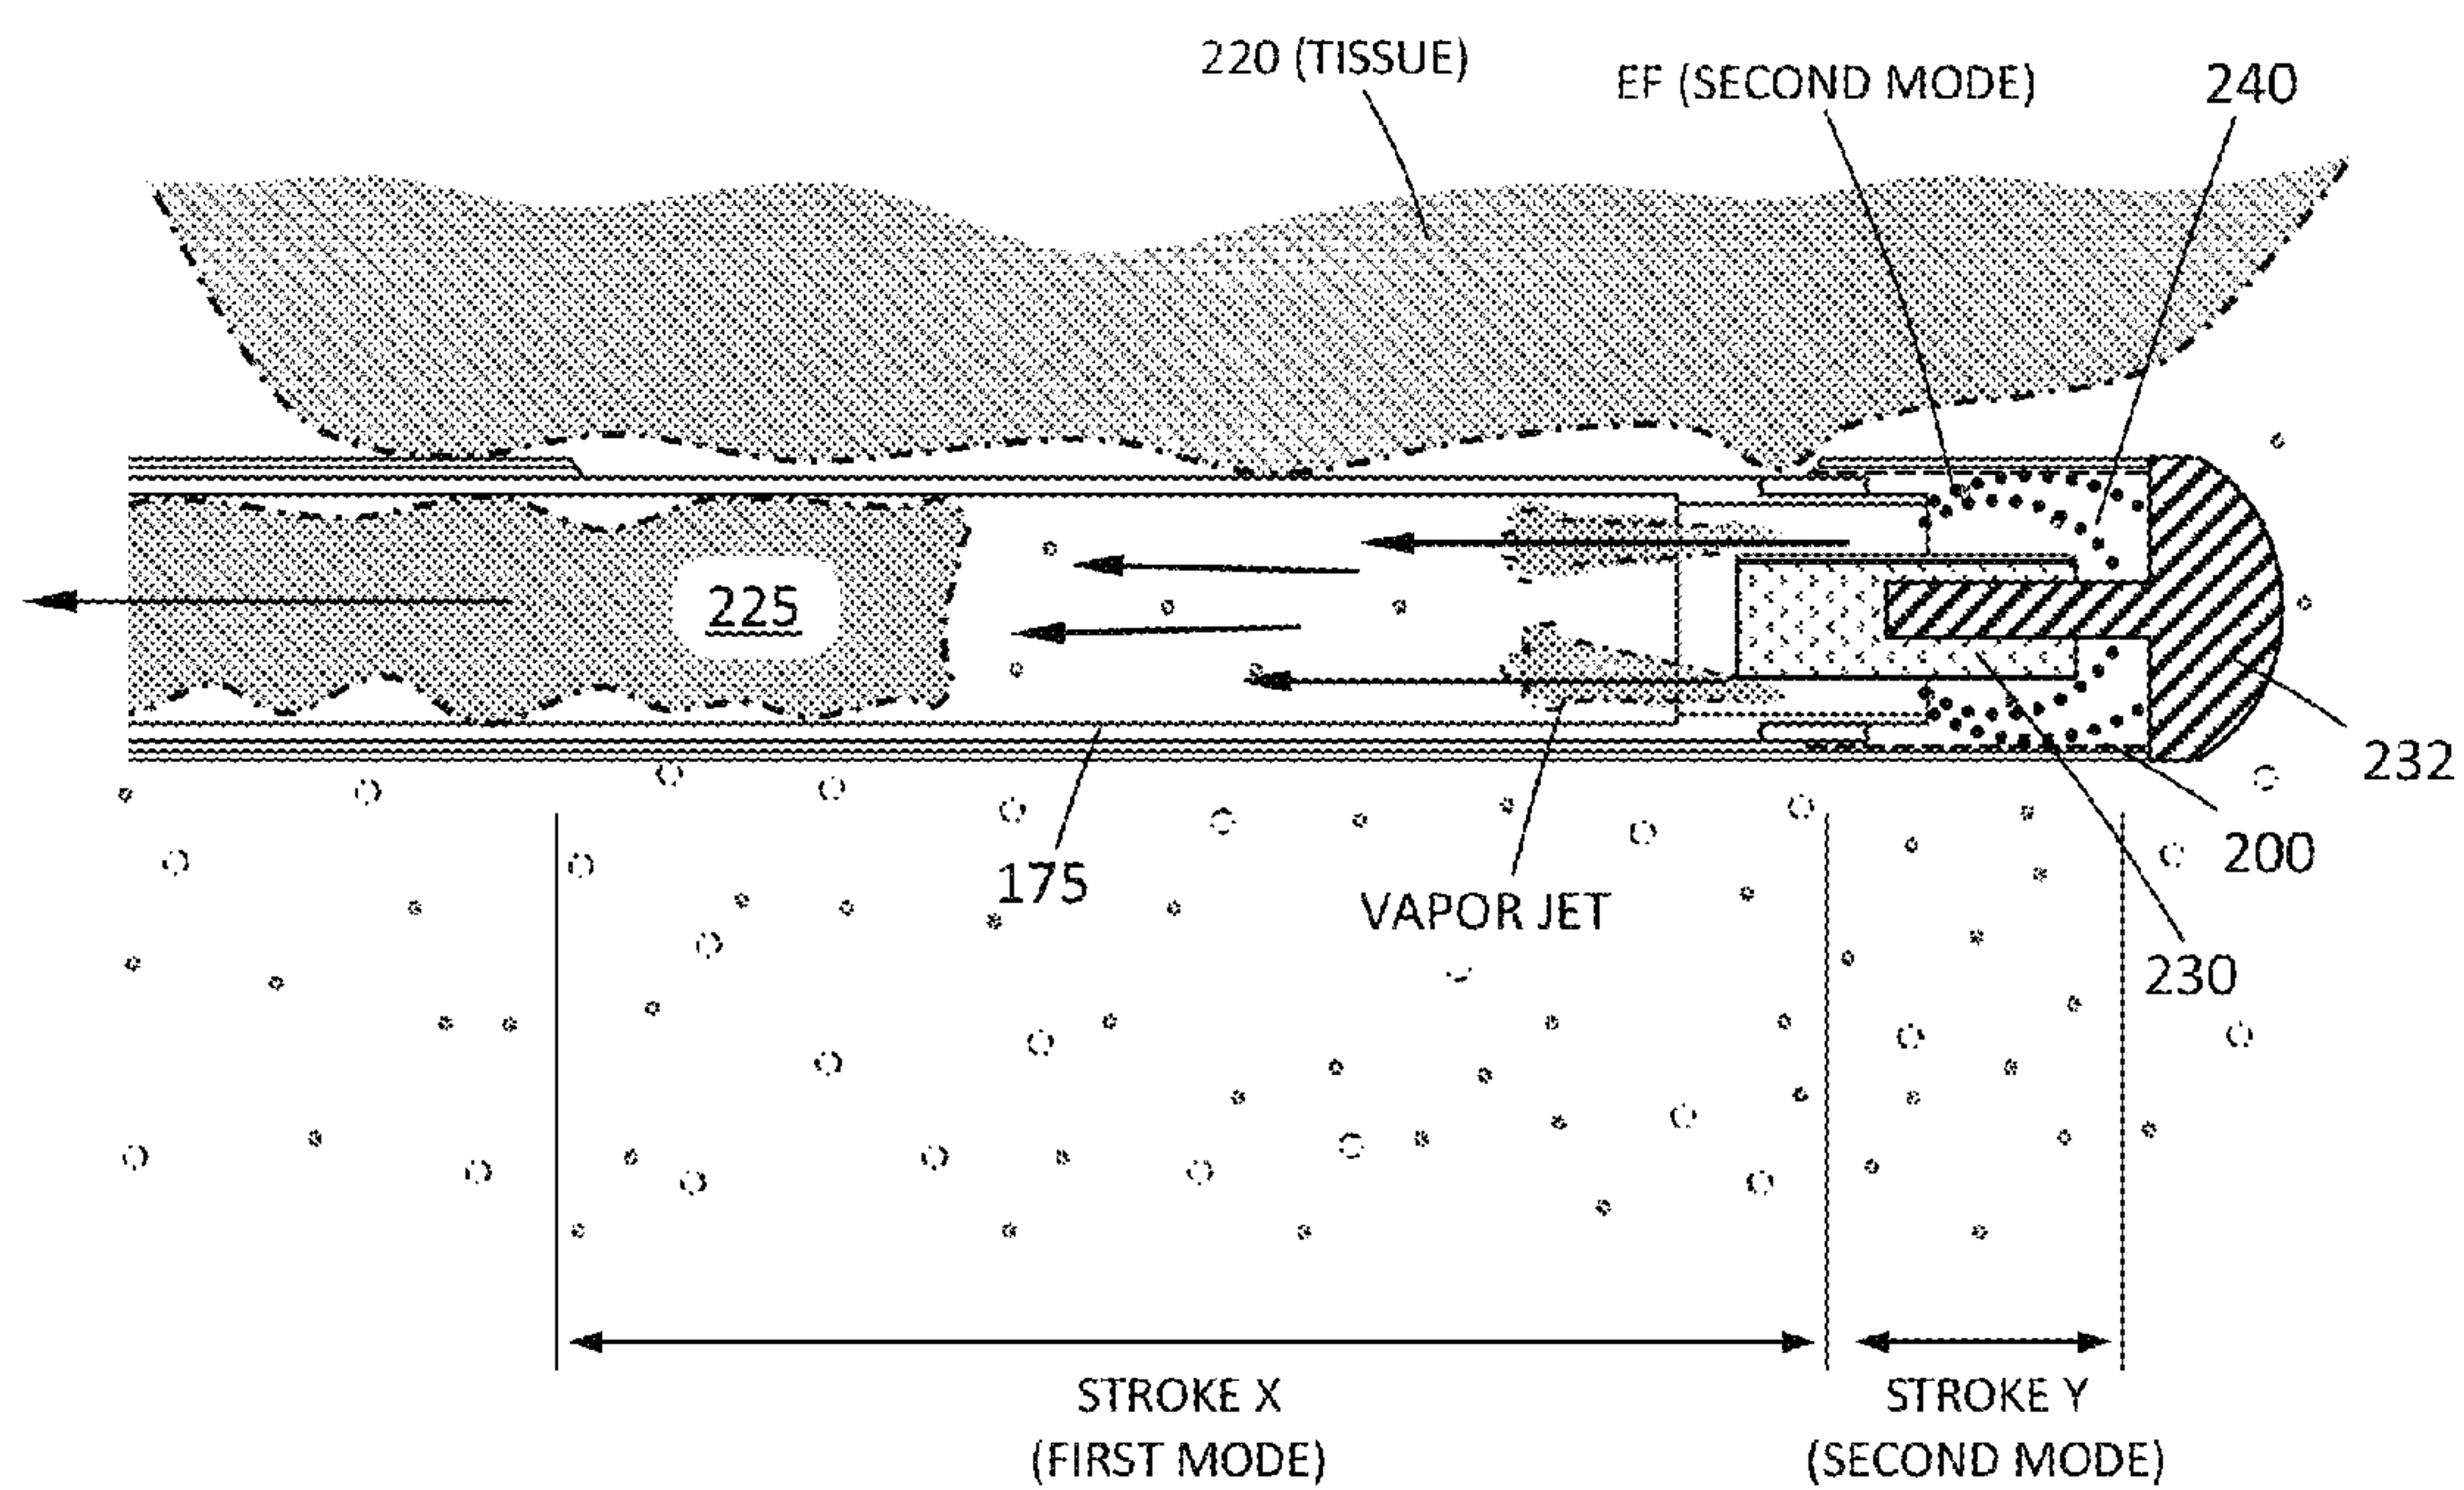 220 (TISSUE)
EF (SECOND MODE)
240
225
232
175
VAPOR JET
200
230
STROKE X
(FIRST MODE)
STROKE Y
(SECOND MODE)